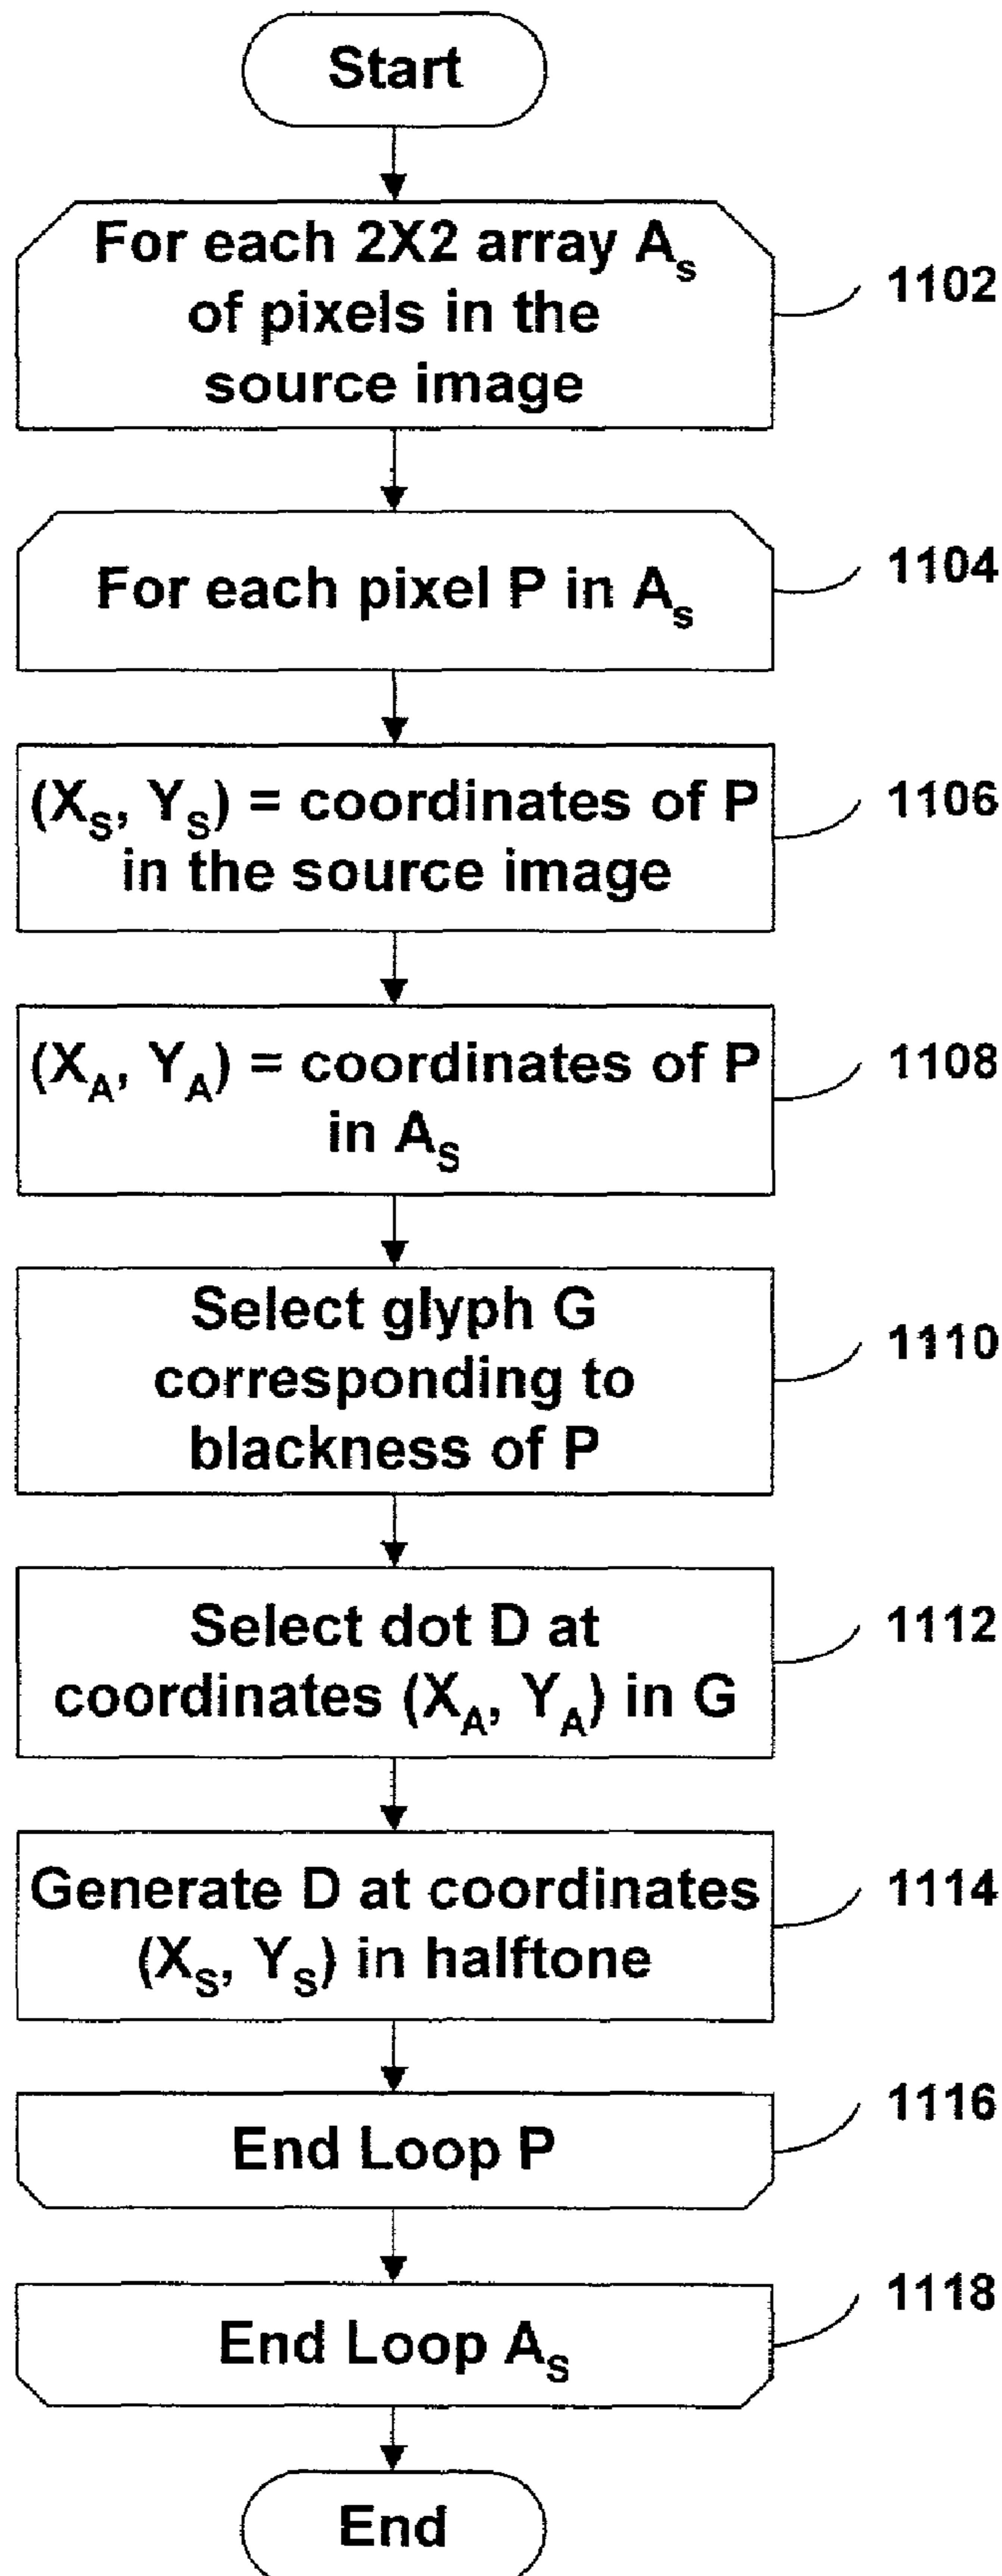 Start
For each 2X2 array As
of pixels in the
source image
1102
For each pixel P in As
1104
(XS, YS) = coordinates of P
in the source image
1106
(XA, YA) = coordinates of P
in AS
1108
Select glyph G
corresponding to
blackness of P
1110
Select dot D at
coordinates (XA, YA) in G
1112
Generate D at coordinates
(XS, YS) in halftone
1114
End Loop P
1116
End Loop AS
1118
End